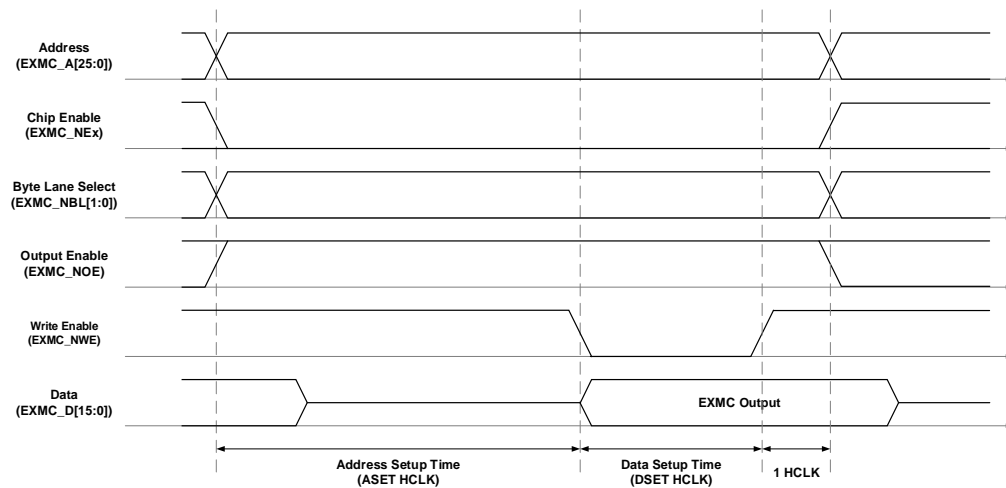 Address
(EXMC_A[25:0])
Chip Enable
(EXMC_NEx)
Byte Lane Select
(EXMC_NBL[1:0])
Output Enable
(EXMC_NOE)
Write Enable
(EXMC_NWE)
Data
(EXMC_D[15:0])
EXMC Output
Address Setup Time
(ASET HCLK)
Data Setup Time
(DSET HCLK)
1 HCLK